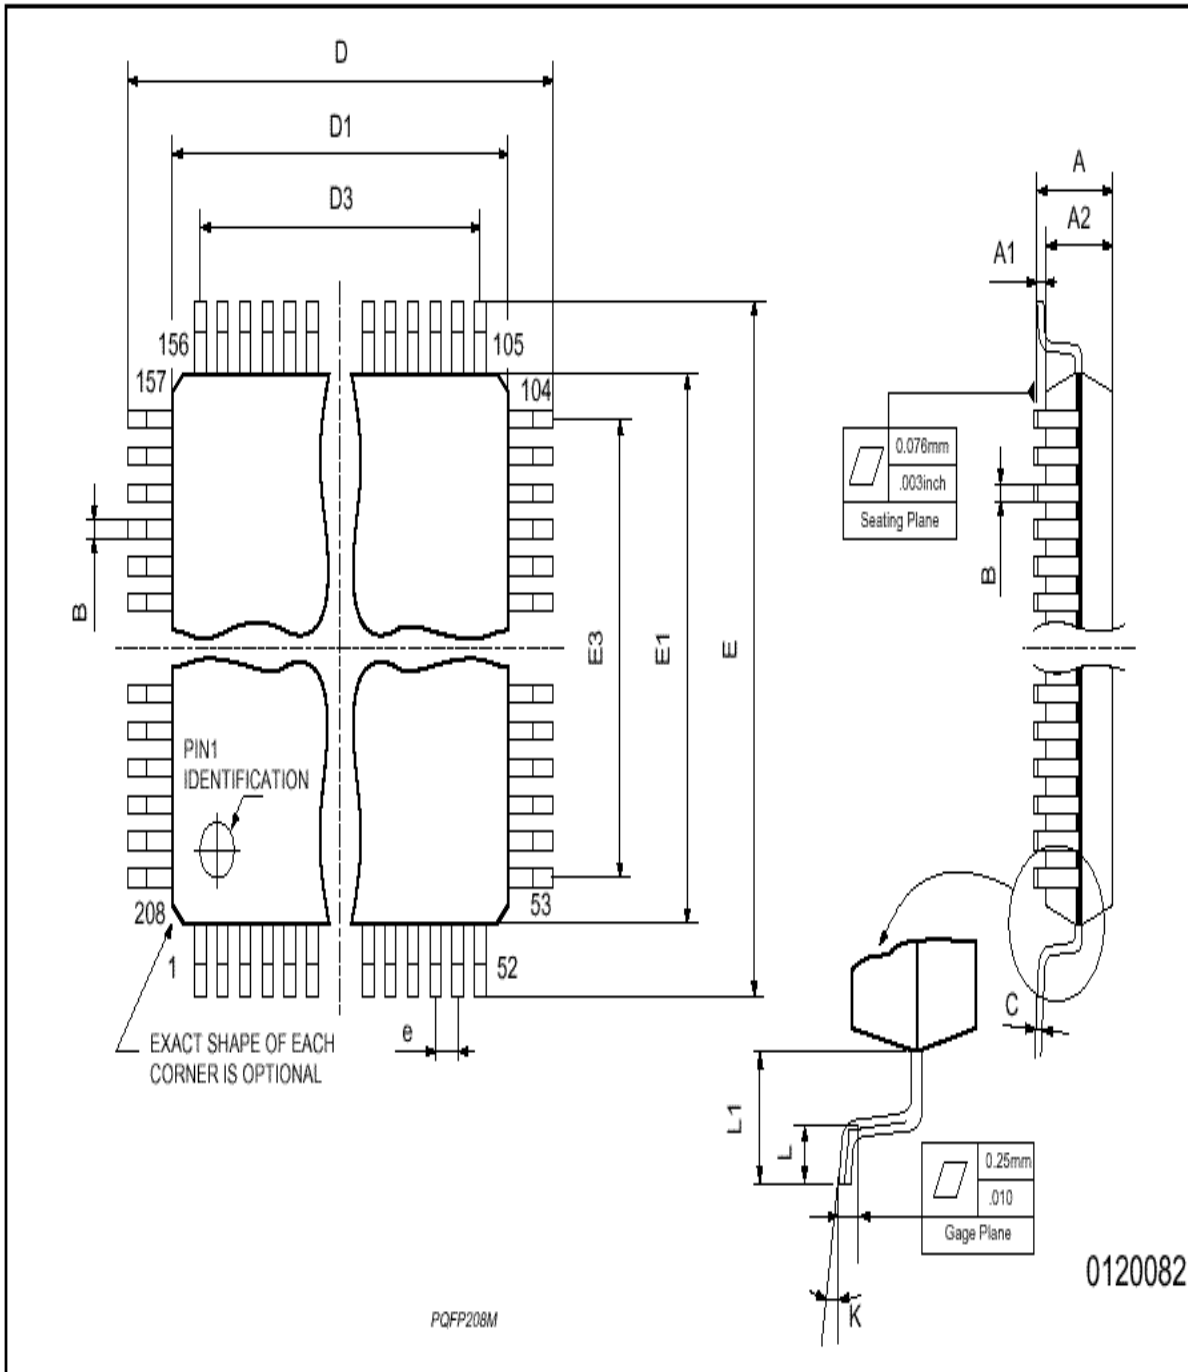 D
D1
A
D3
A2
A1
156
105
157
104
0.076mm
.003inch
Seating Plane
B
B
E3
E1
E
PIN1
IDENTIFICATION
208
53
1
52
C
e
EXACT SHAPE OF EACH
CORNER IS OPTIONAL
L1
L
0.25mm
.010
Gage Plane
0120082
K
PQFP208M